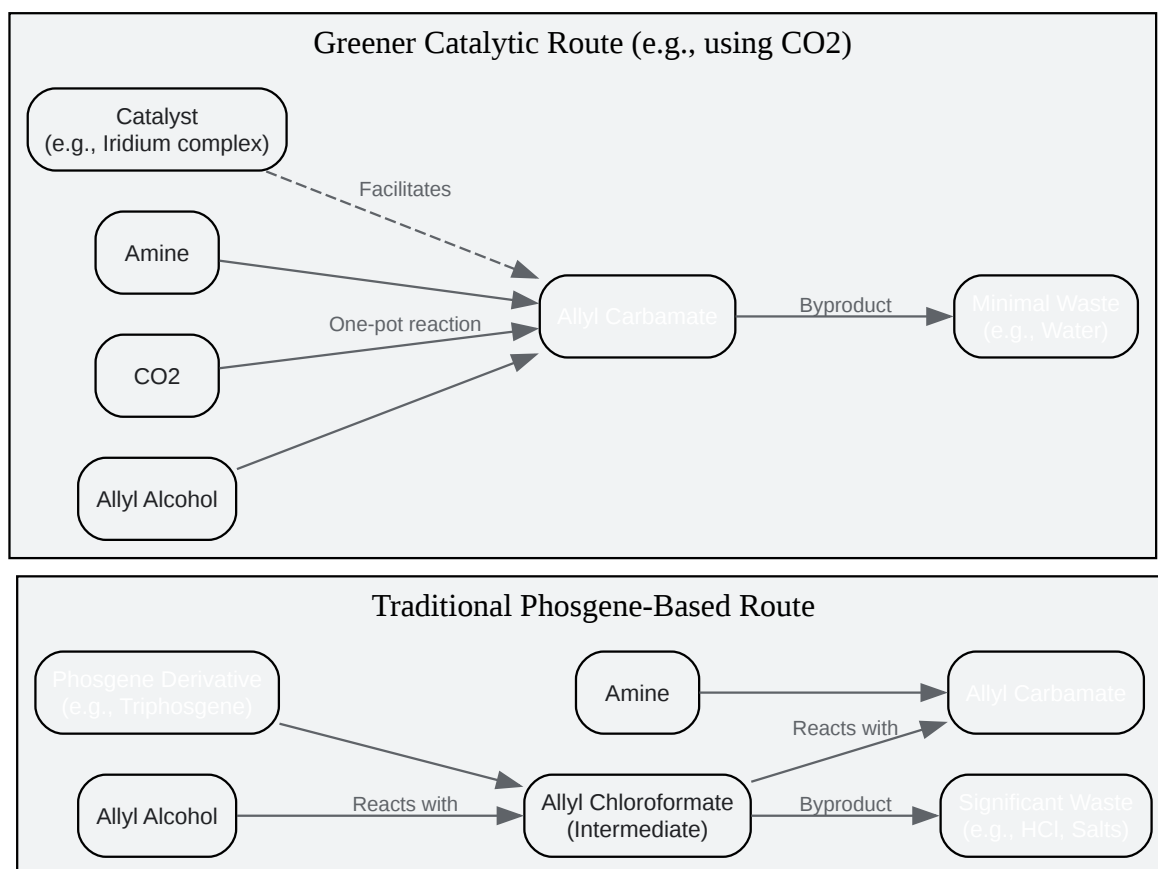 Greener Catalytic Route (e.g., using CO2)
Catalyst
(e.g., Iridium complex)
Facilitates
Amine
One-pot reaction
CO2
Allyl Alcohol
Allyl Carbamate
Byproduct
Minimal Waste
(e.g., Water)
Traditional Phosgene-Based Route
Phosgene Derivative
(e.g., Triphosgene)
Amine
Allyl Carbamate
Reacts with
Allyl Alcohol
Reacts with
Allyl Chloroformate
(Intermediate)
Byproduct
Significant Waste
(e.g., HCl, Salts)